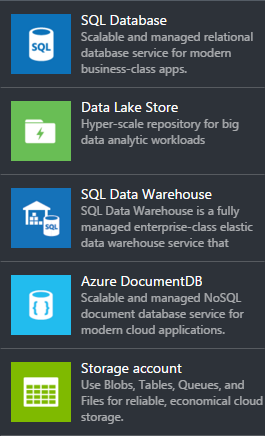 SQL Database
Scalable and managed relational
database service for modern
business-class apps.
SQL
Data Lake Store
Hyper-scale repository for big
data analytic workloads
SQL Data Warehouse
SQL Data Warehouse is a fully
managed enterprise-class elastic
data warehouse service that
SQL
Azure DocumentDB
Scalable and managed NoSQL
document database service for
modern cloud applications.
{ }
Storage account
Use Blobs, Tables, Queues, and
Files for reliable, economical cloud
storage.